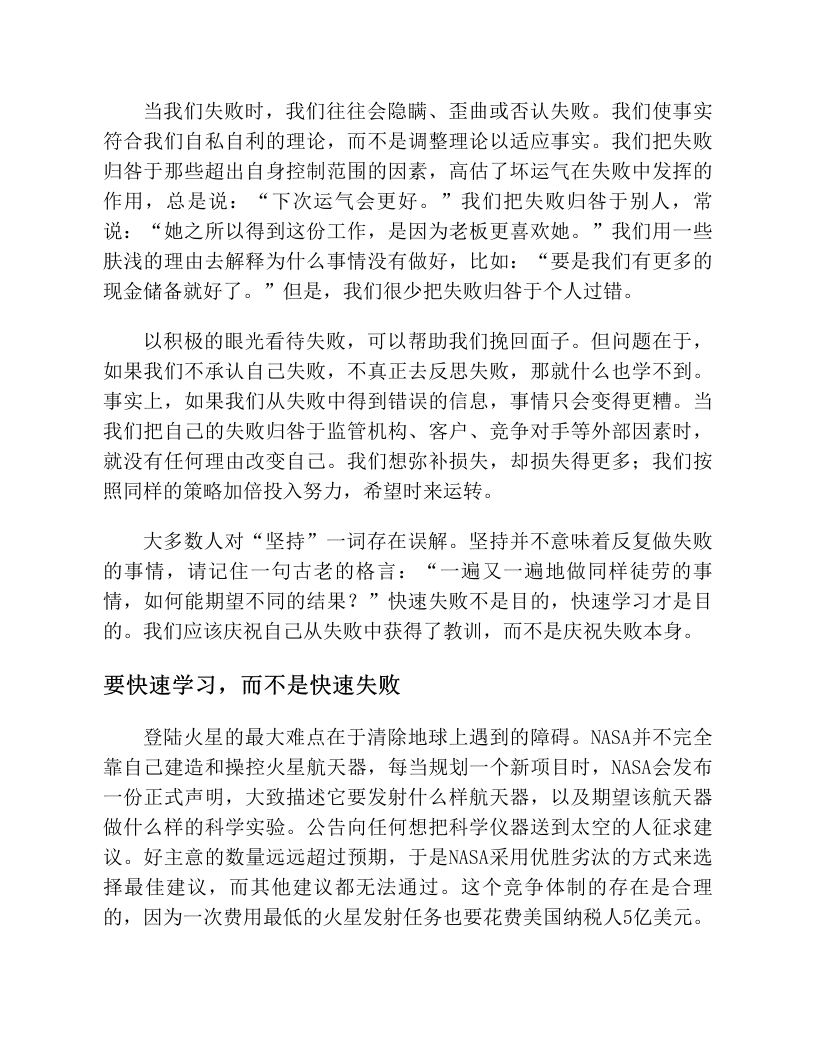 当我们失败时，我们往往会隐瞒、歪曲或否认失败。我们使事实
符合我们自私自利的理论，而不是调整理论以适应事实。我们把失败
归咎于那些超出自身控制范围的因素，高估了坏运气在失败中发挥的
作用，总是说：“下次运气会更好。”我们把失败归咎于别人，常
说：“她之所以得到这份工作，是因为老板更喜欢她。”我们用一些
肤浅的理由去解释为什么事情没有做好，比如：“要是我们有更多的
现金储备就好了。”但是，我们很少把失败归咎于个人过错。
以积极的眼光看待失败，可以帮助我们挽回面子。但问题在于，
如果我们不承认自己失败，不真正去反思失败，那就什么也学不到。
事实上，如果我们从失败中得到错误的信息，事情只会变得更糟。当
我们把自己的失败归咎于监管机构、客户、竞争对手等外部因素时，
就没有任何理由改变自己。我们想弥补损失，却损失得更多；我们按
照同样的策略加倍投入努力，希望时来运转。
大多数人对“坚持”一词存在误解。坚持并不意味着反复做失败
的事情，请记住一句古老的格言：“一遍又一遍地做同样徒劳的事
情，如何能期望不同的结果？”快速失败不是目的，快速学习才是目
的。我们应该庆祝自己从失败中获得了教训，而不是庆祝失败本身。
要快速学习，而不是快速失败
登陆火星的最大难点在于清除地球上遇到的障碍。NASA并不完全
靠自己建造和操控火星航天器，每当规划一个新项目时，NASA会发布
一份正式声明，大致描述它要发射什么样航天器，以及期望该航天器
做什么样的科学实验。公告向任何想把科学仪器送到太空的人征求建
议。好主意的数量远远超过预期，于是NASA采用优胜劣汰的方式来选
择最佳建议，而其他建议都无法通过。这个竞争体制的存在是合理
的，因为一次费用最低的火星发射任务也要花费美国纳税人5亿美元。